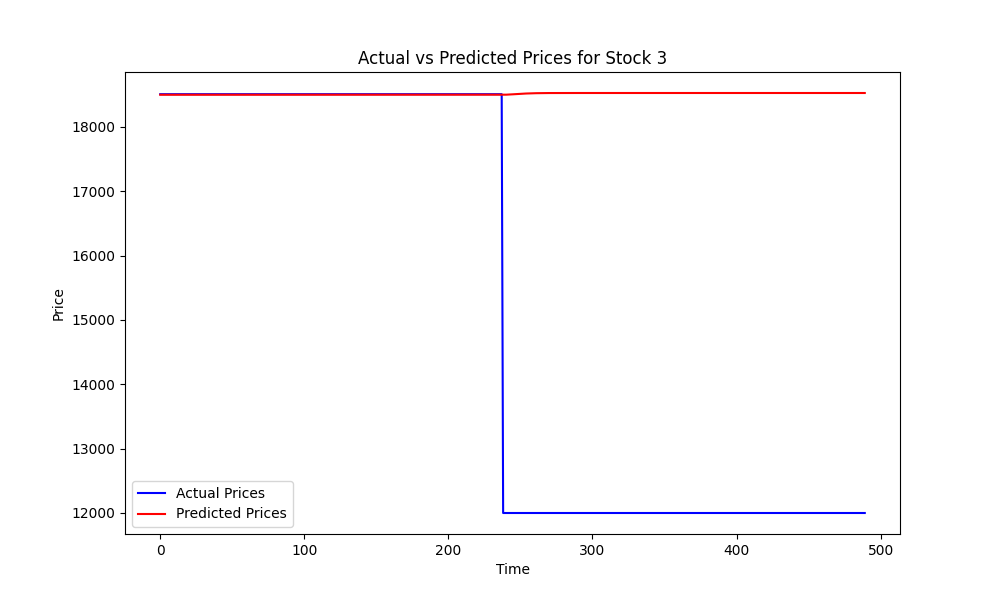 Actual vs Predicted Prices for Stock 3
Price
18000
17000
16000
15000
14000
13000
12000
Actual Prices
Predicted Prices
0 100 200 300 400 500
Time